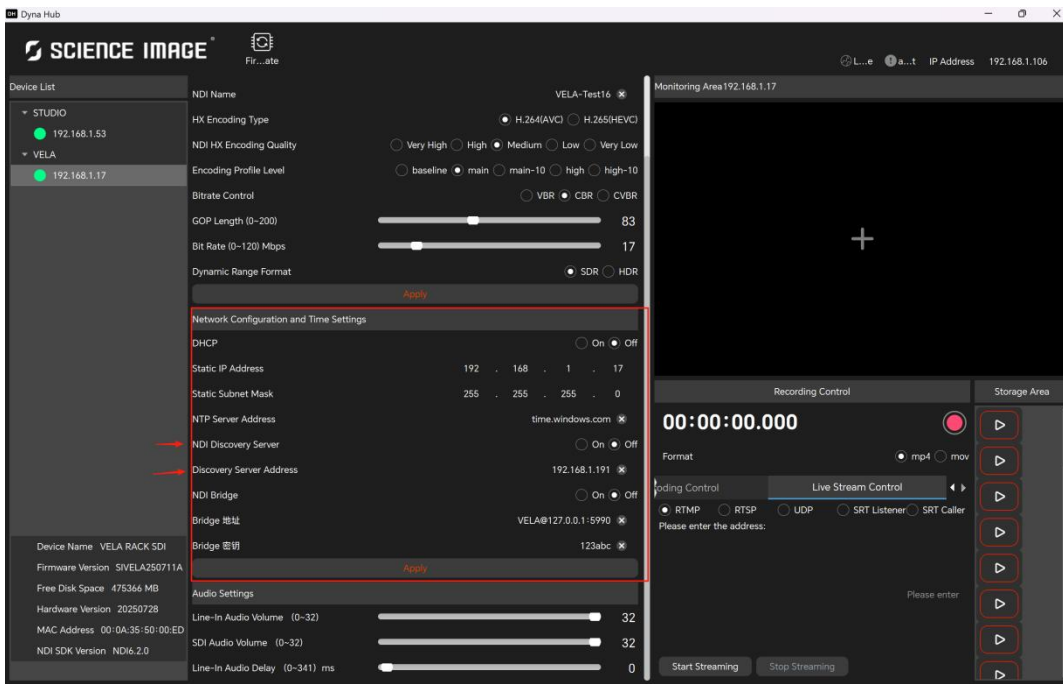 DH Dyna Hub
SCIENCE IMAGE
Fir...ate
L...e a...t IP Address 192.168.1.106
Device List
STUDIO
192.168.1.53
VELA
192.168.1.17
Device Name VELA RACK SDI
Firmware Version SIVELA250711A
Free Disk Space 475366 MB
Hardware Version 20250728
MAC Address 00:0A:35:50:00:ED
NDI SDK Version NDI6.2.0
NDI Name VELA-Test16
HX Encoding Type H.264(AVC) H.265(HEVC)
NDI HX Encoding Quality Very High High Medium Low Very Low
Encoding Profile Level baseline main main-10 high high-10
Bitrate Control VBR CBR CVBR
GOP Length (0~200) 83
Bit Rate (0~120) Mbps 17
Dynamic Range Format SDR HDR
Apply
Network Configuration and Time Settings
DHCP On Off
Static IP Address 192 . 168 . 1 . 17
Static Subnet Mask 255 . 255 . 255 . 0
NTP Server Address time.windows.com
NDI Discovery Server On Off
Discovery Server Address 192.168.1.191
NDI Bridge On Off
Bridge 地址 VELA@127.0.0.1:5990
Bridge 密钥 123abc
Apply
Audio Settings
Line-In Audio Volume (0~32) 32
SDI Audio Volume (0~32) 32
Line-In Audio Delay (0~341) ms 0
Monitoring Area192.168.1.17
Recording Control
Storage Area
00:00:00.000
Format mp4 mov
oding Control Live Stream Control
RTMP RTSP UDP SRT Listener SRT Caller
Please enter the address:
Please enter
Start Streaming Stop Streaming